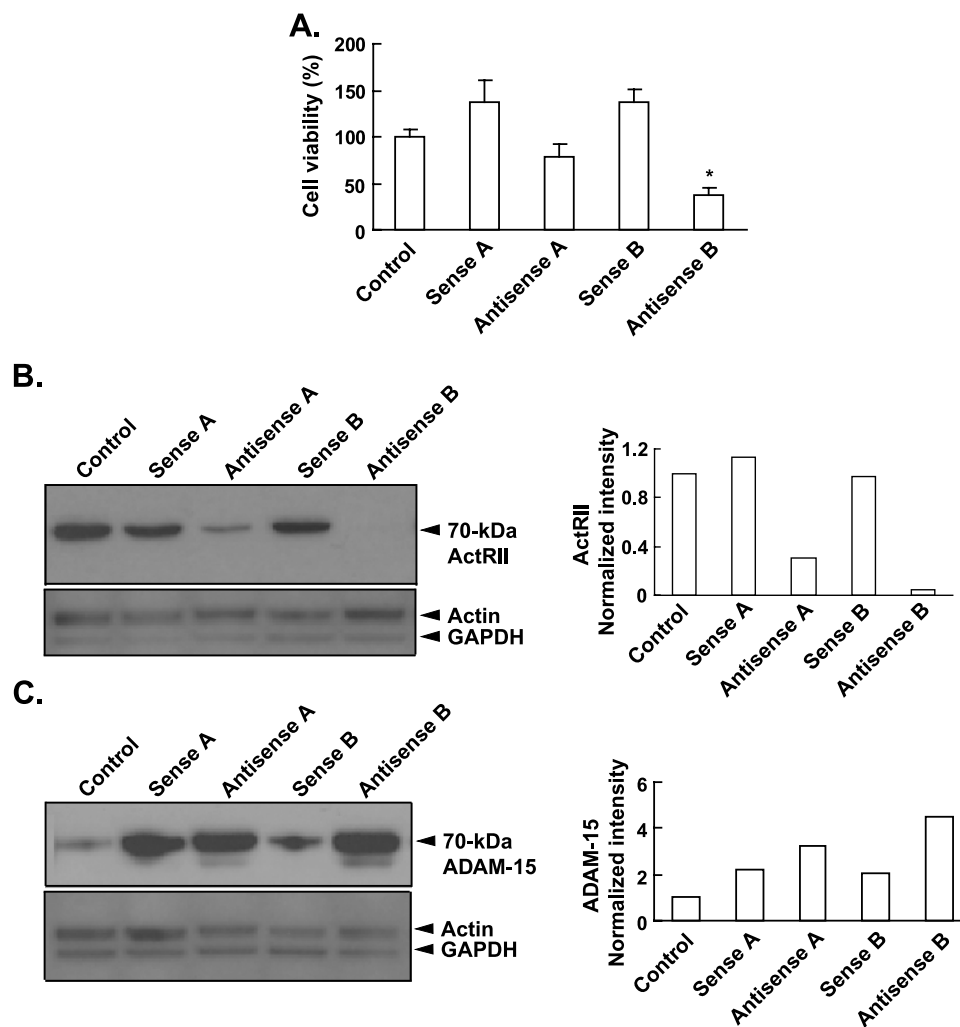 A.
Cell viability (%)
200
150
100
50
0
*
Control
Sense A
Antisense A
Sense B
Antisense B
B.
Control
Sense A
Antisense A
Sense B
Antisense B
70-kDa
ActRII
Actin
GAPDH
ActRII
Normalized intensity
1.2
0.8
0.4
0
Control
Sense A
Antisense A
Sense B
Antisense B
C.
Control
Sense A
Antisense A
Sense B
Antisense B
70-kDa
ADAM-15
Actin
GAPDH
ADAM-15
Normalized intensity
6
4
2
0
Control
Sense A
Antisense A
Sense B
Antisense B